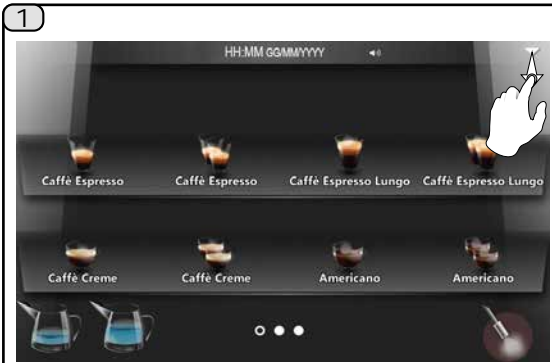 1
HH:MM GG/MM/YYYY
Caffè Espresso Caffè Espresso Caffè Espresso Lungo Caffè Espresso Lungo
Caffè Creme Caffè Creme Americano Americano